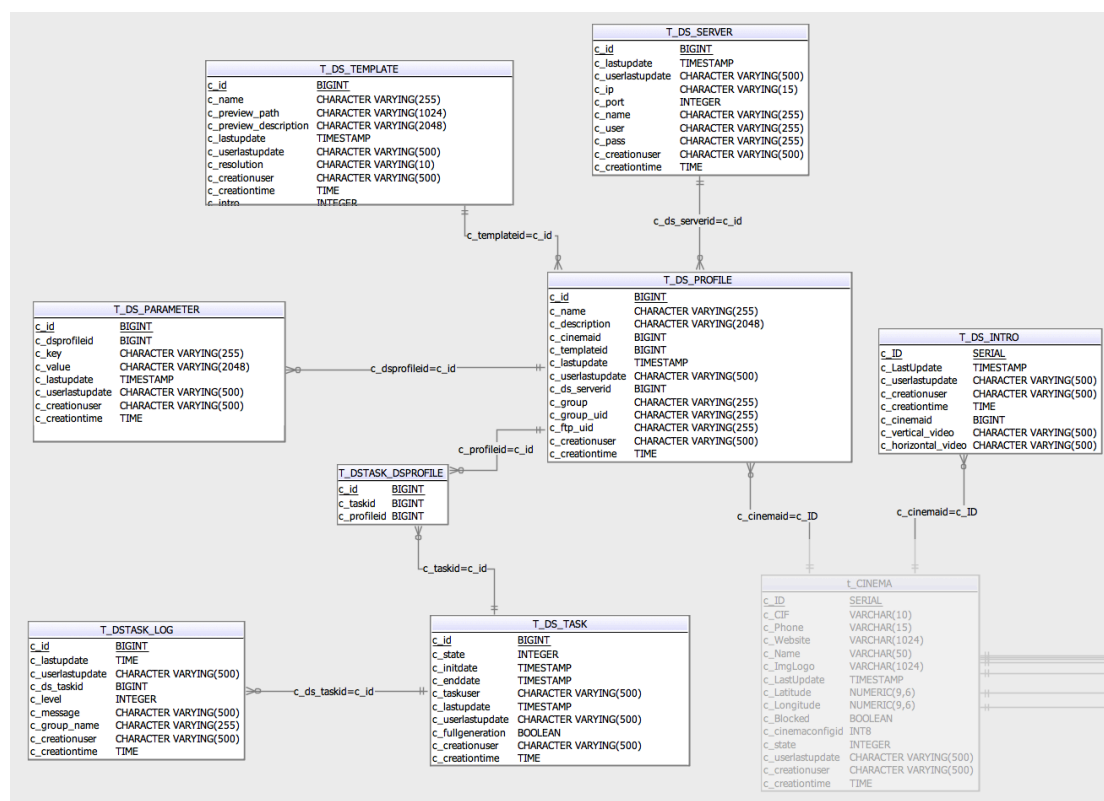 T_DS_SERVER
c_id BIGINT
c_lastupdate TIMESTAMP
c_userlastupdate CHARACTER VARYING(500)
c_ip CHARACTER VARYING(15)
c_port INTEGER
c_name CHARACTER VARYING(255)
c_user CHARACTER VARYING(255)
c_pass CHARACTER VARYING(255)
c_creationuser CHARACTER VARYING(500)
c_creationtime TIME
T_DS_TEMPLATE
c_id BIGINT
c_name CHARACTER VARYING(255)
c_preview_path CHARACTER VARYING(1024)
c_preview_description CHARACTER VARYING(2048)
c_lastupdate TIMESTAMP
c_userlastupdate CHARACTER VARYING(500)
c_resolution CHARACTER VARYING(10)
c_creationuser CHARACTER VARYING(500)
c_creationtime TIME
c_intro INTEGER
c_ds_serverid=c_id
c_templateid=c_id
T_DS_PROFILE
c_id BIGINT
c_name CHARACTER VARYING(255)
c_description CHARACTER VARYING(2048)
c_cinemaid BIGINT
c_templateid BIGINT
c_lastupdate TIMESTAMP
c_userlastupdate CHARACTER VARYING(500)
c_ds_serverid BIGINT
c_group CHARACTER VARYING(255)
c_group_uid CHARACTER VARYING(255)
c_ftp_uid CHARACTER VARYING(255)
c_creationuser CHARACTER VARYING(500)
c_creationtime TIME
T_DS_PARAMETER
c_id BIGINT
c_dsprofileid BIGINT
c_key CHARACTER VARYING(255)
c_value CHARACTER VARYING(2048)
c_lastupdate TIMESTAMP
c_userlastupdate CHARACTER VARYING(500)
c_creationuser CHARACTER VARYING(500)
c_creationtime TIME
c_dsprofileid=c_id
T_DS_INTRO
c_ID SERIAL
c_LastUpdate TIMESTAMP
c_userlastupdate CHARACTER VARYING(500)
c_creationuser CHARACTER VARYING(500)
c_creationtime TIME
c_cinemaid BIGINT
c_vertical_video CHARACTER VARYING(500)
c_horizontal_video CHARACTER VARYING(500)
c_profileid=c_id
T_DSTASK_DSPROFILE
c_id BIGINT
c_taskid BIGINT
c_profileid BIGINT
c_cinemaid=c_ID
c_cinemaid=c_ID
c_taskid=c_id
t_CINEMA
c_ID SERIAL
c_CIF VARCHAR(10)
c_Phone VARCHAR(15)
c_Website VARCHAR(1024)
c_Name VARCHAR(50)
c_ImgLogo VARCHAR(1024)
c_LastUpdate TIMESTAMP
c_Latitude NUMERIC(9,6)
c_Longitude NUMERIC(9,6)
c_Blocked BOOLEAN
c_cinemaconfigid INT8
c_state INTEGER
c_userlastupdate CHARACTER VARYING(500)
c_creationuser CHARACTER VARYING(500)
c_creationtime TIME
T_DSTASK_LOG
c_id BIGINT
c_lastupdate TIME
c_userlastupdate CHARACTER VARYING(500)
c_ds_taskid BIGINT
c_level INTEGER
c_message CHARACTER VARYING(500)
c_group_name CHARACTER VARYING(255)
c_creationuser CHARACTER VARYING(500)
c_creationtime TIME
c_ds_taskid=c_id
T_DS_TASK
c_id BIGINT
c_state INTEGER
c_initdate TIMESTAMP
c_enddate TIMESTAMP
c_taskuser CHARACTER VARYING(500)
c_lastupdate TIMESTAMP
c_userlastupdate CHARACTER VARYING(500)
c_fullgeneration BOOLEAN
c_creationuser CHARACTER VARYING(500)
c_creationtime TIME